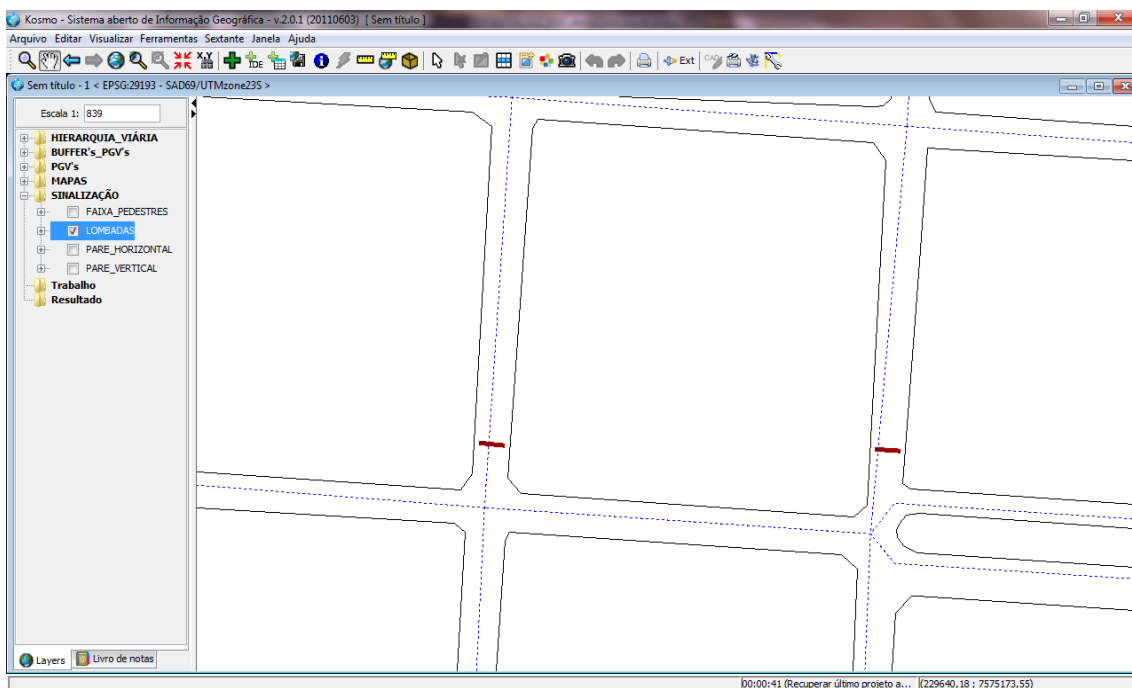 Kosmo - Sistema aberto de Informação Geográfica - v.2.0.1 (20110603) [ Sem título ]
Arquivo Editar Visualizar Ferramentas Sextante Janela Ajuda
Ext
Sem título - 1 < EPSG:29193 - SAD69/UTMzone23S >
Escala 1: 839
HIERARQUIA_VIÁRIA
BUFFER's_PGV's
PGV's
MAPAS
SINALIZAÇÃO
FAIXA_PEDESTRES
LOMBADAS
PARE_HORIZONTAL
PARE_VERTICAL
Trabalho
Resultado
Layers Livro de notas
00:00:41 (Recuperar último projeto a... (229640,18 ; 7575173,55)